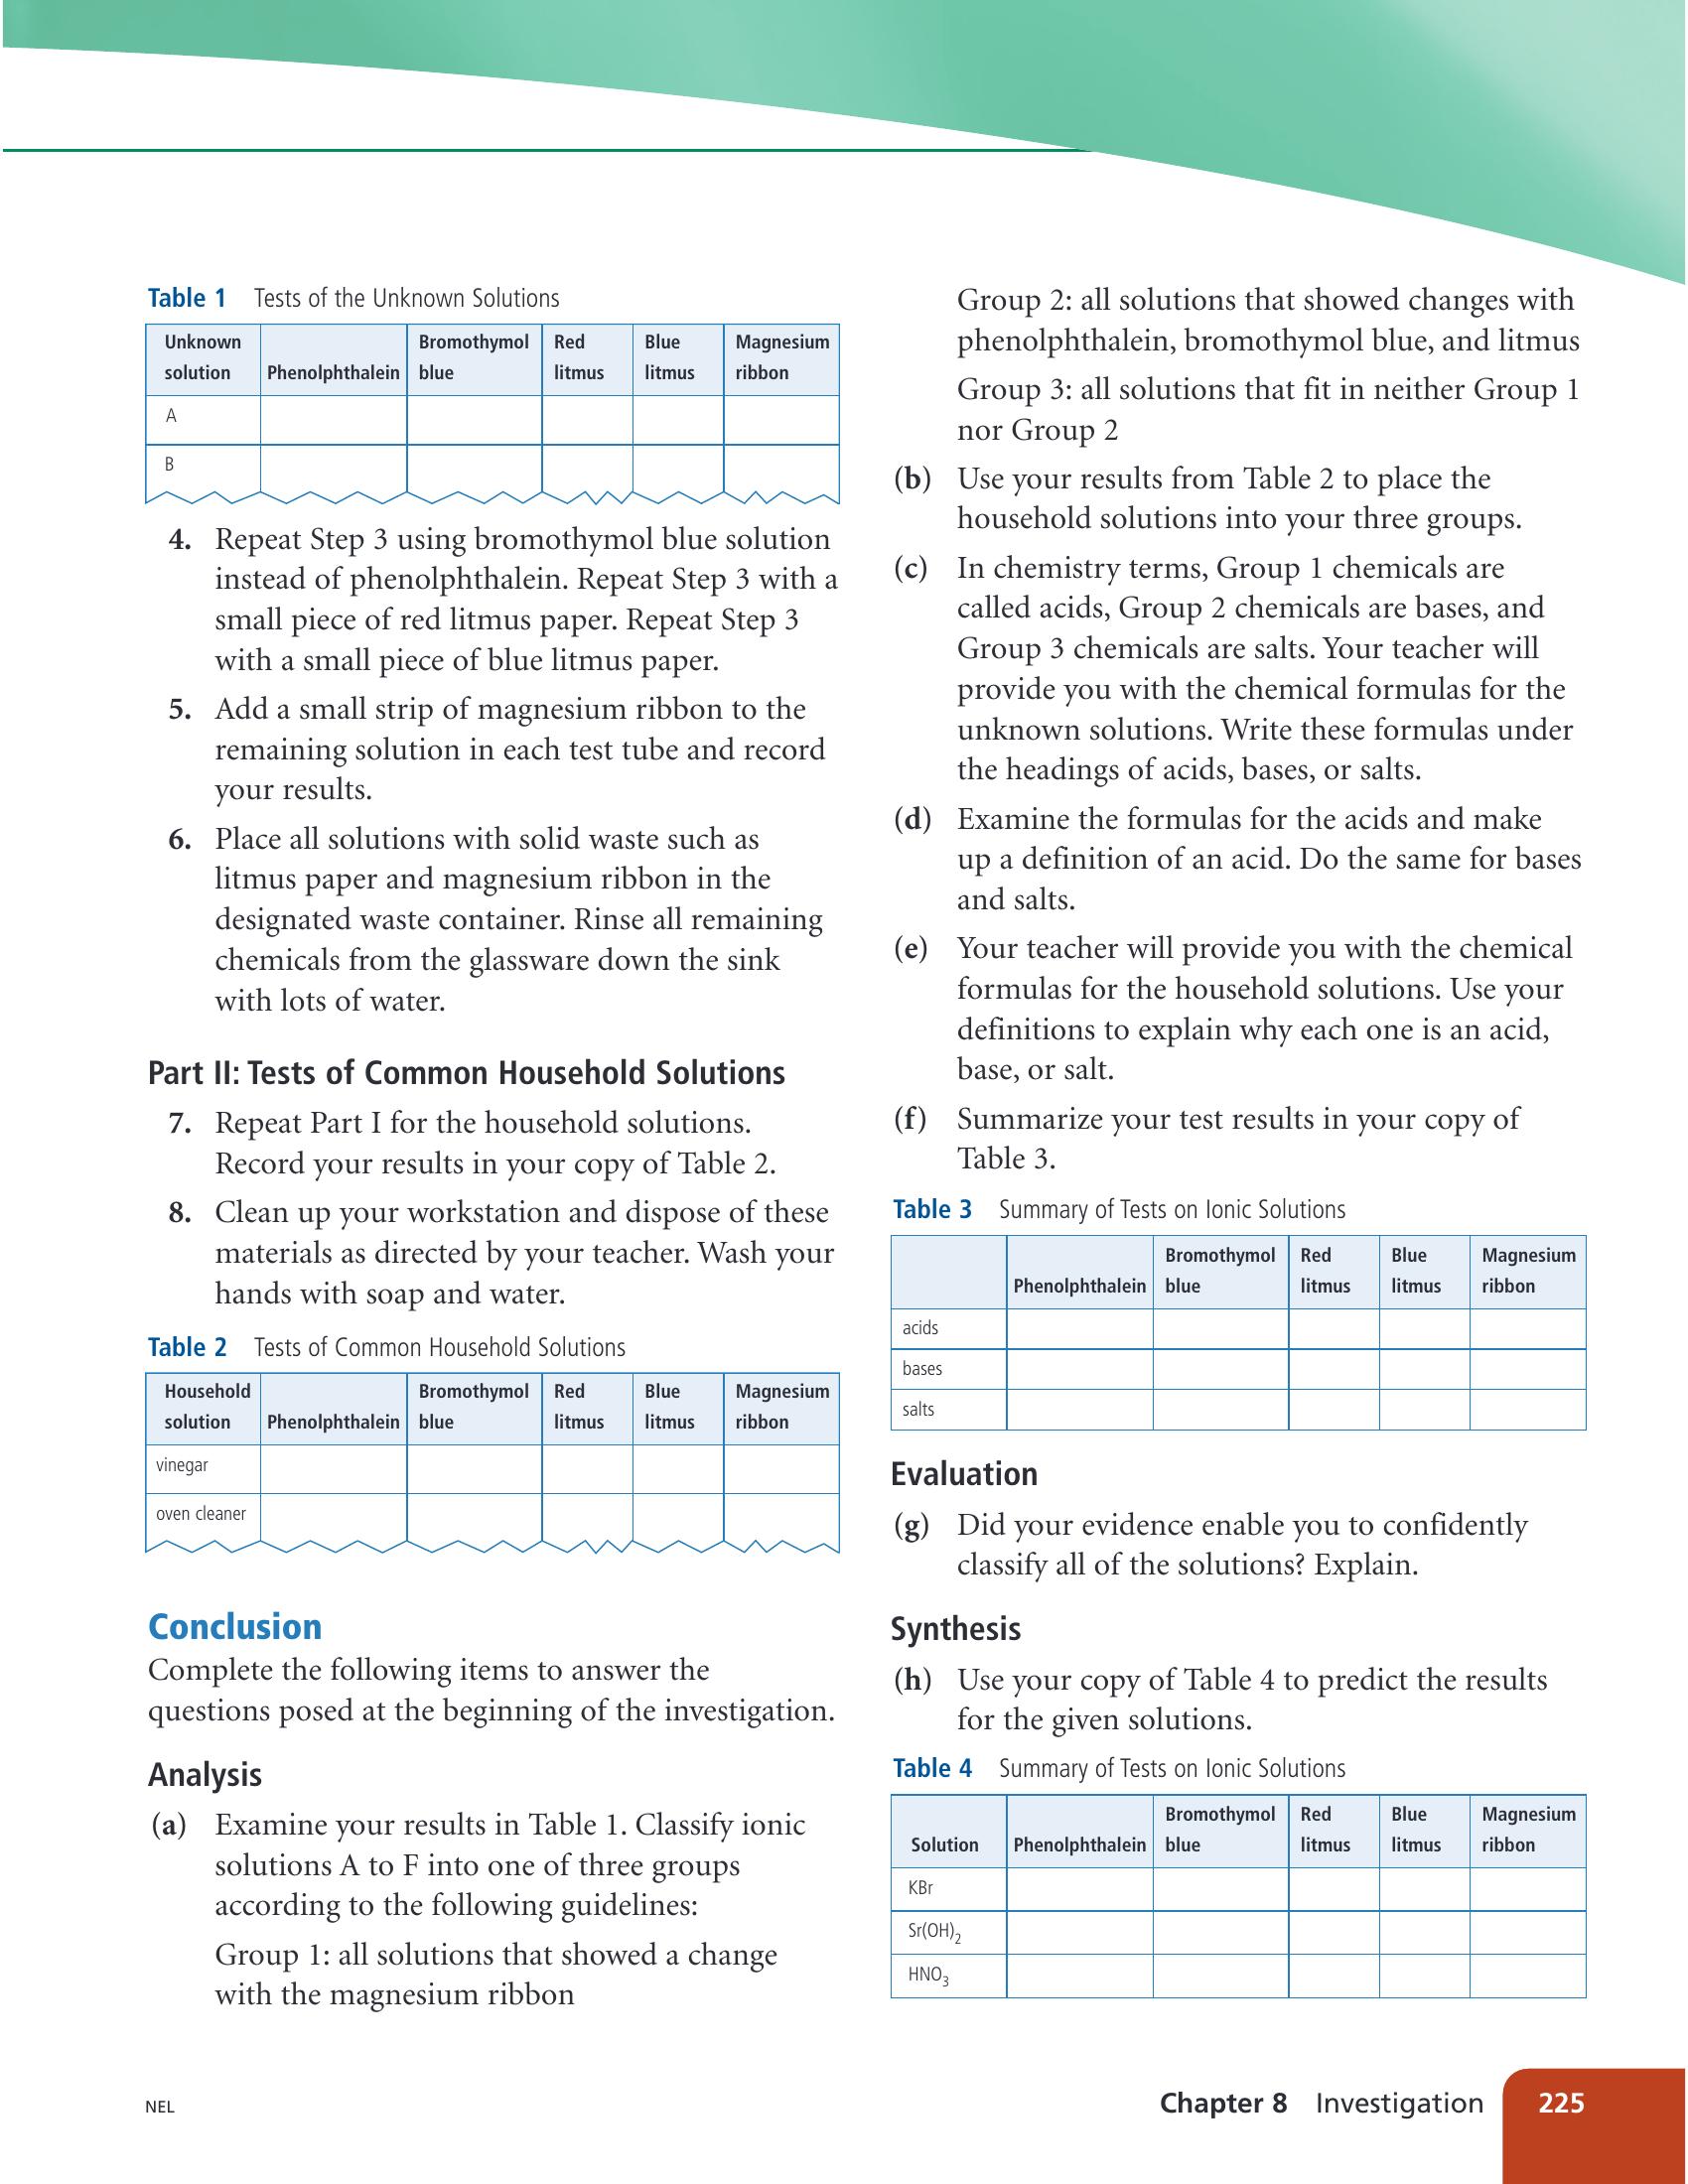 Table 1 Tests of the Unknown Solutions
Unknown solution Phenolphthalein Bromothymol blue Red litmus Blue litmus Magnesium ribbon
A
B
4. Repeat Step 3 using bromothymol blue solution
instead of phenolphthalein. Repeat Step 3 with a
small piece of red litmus paper. Repeat Step 3
with a small piece of blue litmus paper.
5. Add a small strip of magnesium ribbon to the
remaining solution in each test tube and record
your results.
6. Place all solutions with solid waste such as
litmus paper and magnesium ribbon in the
designated waste container. Rinse all remaining
chemicals from the glassware down the sink
with lots of water.
Part II: Tests of Common Household Solutions
7. Repeat Part I for the household solutions.
Record your results in your copy of Table 2.
8. Clean up your workstation and dispose of these
materials as directed by your teacher. Wash your
hands with soap and water.
Table 2 Tests of Common Household Solutions
Household solution Phenolphthalein Bromothymol blue Red litmus Blue litmus Magnesium ribbon
vinegar
oven cleaner
Conclusion
Complete the following items to answer the
questions posed at the beginning of the investigation.
Analysis
(a) Examine your results in Table 1. Classify ionic
solutions A to F into one of three groups
according to the following guidelines:
Group 1: all solutions that showed a change
with the magnesium ribbon
Group 2: all solutions that showed changes with
phenolphthalein, bromothymol blue, and litmus
Group 3: all solutions that fit in neither Group 1
nor Group 2
(b) Use your results from Table 2 to place the
household solutions into your three groups.
(c) In chemistry terms, Group 1 chemicals are
called acids, Group 2 chemicals are bases, and
Group 3 chemicals are salts. Your teacher will
provide you with the chemical formulas for the
unknown solutions. Write these formulas under
the headings of acids, bases, or salts.
(d) Examine the formulas for the acids and make
up a definition of an acid. Do the same for bases
and salts.
(e) Your teacher will provide you with the chemical
formulas for the household solutions. Use your
definitions to explain why each one is an acid,
base, or salt.
(f) Summarize your test results in your copy of
Table 3.
Table 3 Summary of Tests on Ionic Solutions
Phenolphthalein Bromothymol blue Red litmus Blue litmus Magnesium ribbon
acids
bases
salts
Evaluation
(g) Did your evidence enable you to confidently
classify all of the solutions? Explain.
Synthesis
(h) Use your copy of Table 4 to predict the results
for the given solutions.
Table 4 Summary of Tests on Ionic Solutions
Solution Phenolphthalein Bromothymol blue Red litmus Blue litmus Magnesium ribbon
KBr
Sr(OH)₂
HNO₃
NEL
Chapter 8 Investigation 225